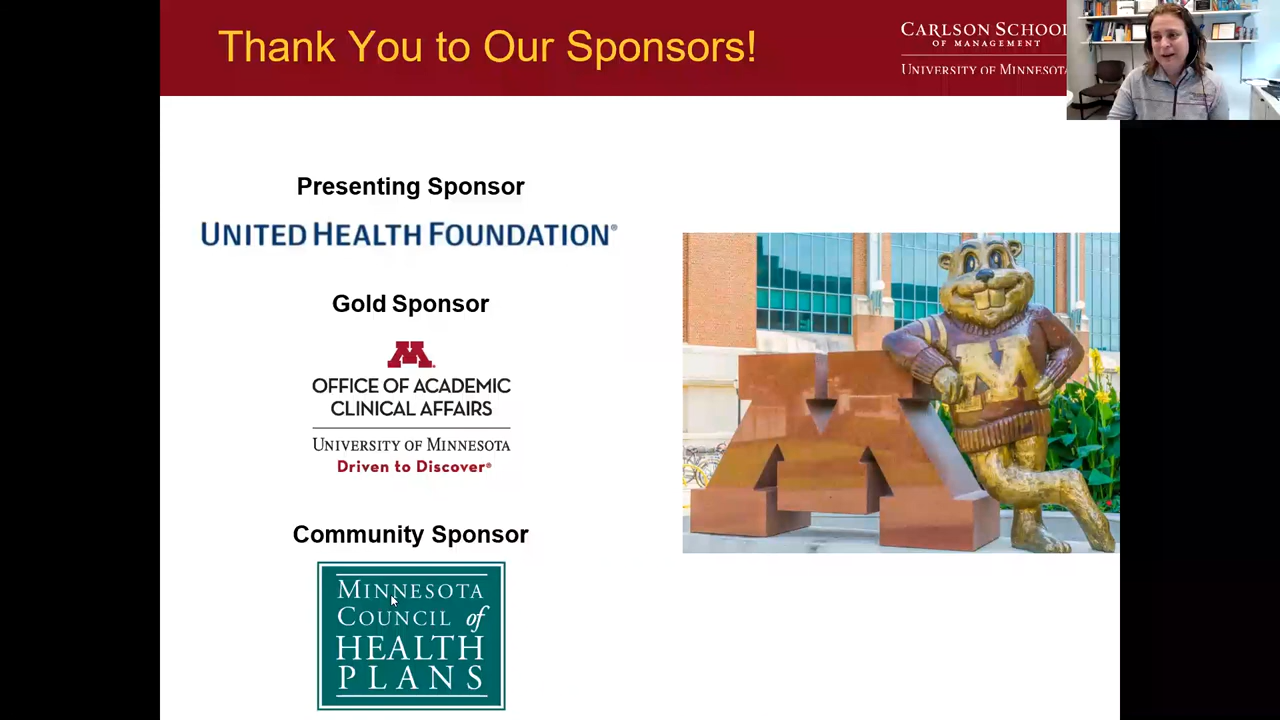 Thank You to Our Sponsors!
CARLSON SCHOOL
OF MANAGEMENT
UNIVERSITY OF MINNESOTA
Presenting Sponsor
UNITED HEALTH FOUNDATION®
Gold Sponsor
M
OFFICE OF ACADEMIC
CLINICAL AFFAIRS
UNIVERSITY OF MINNESOTA
Driven to Discover®
Community Sponsor
MINNESOTA
COUNCIL of
HEALTH
PLANS
M
M